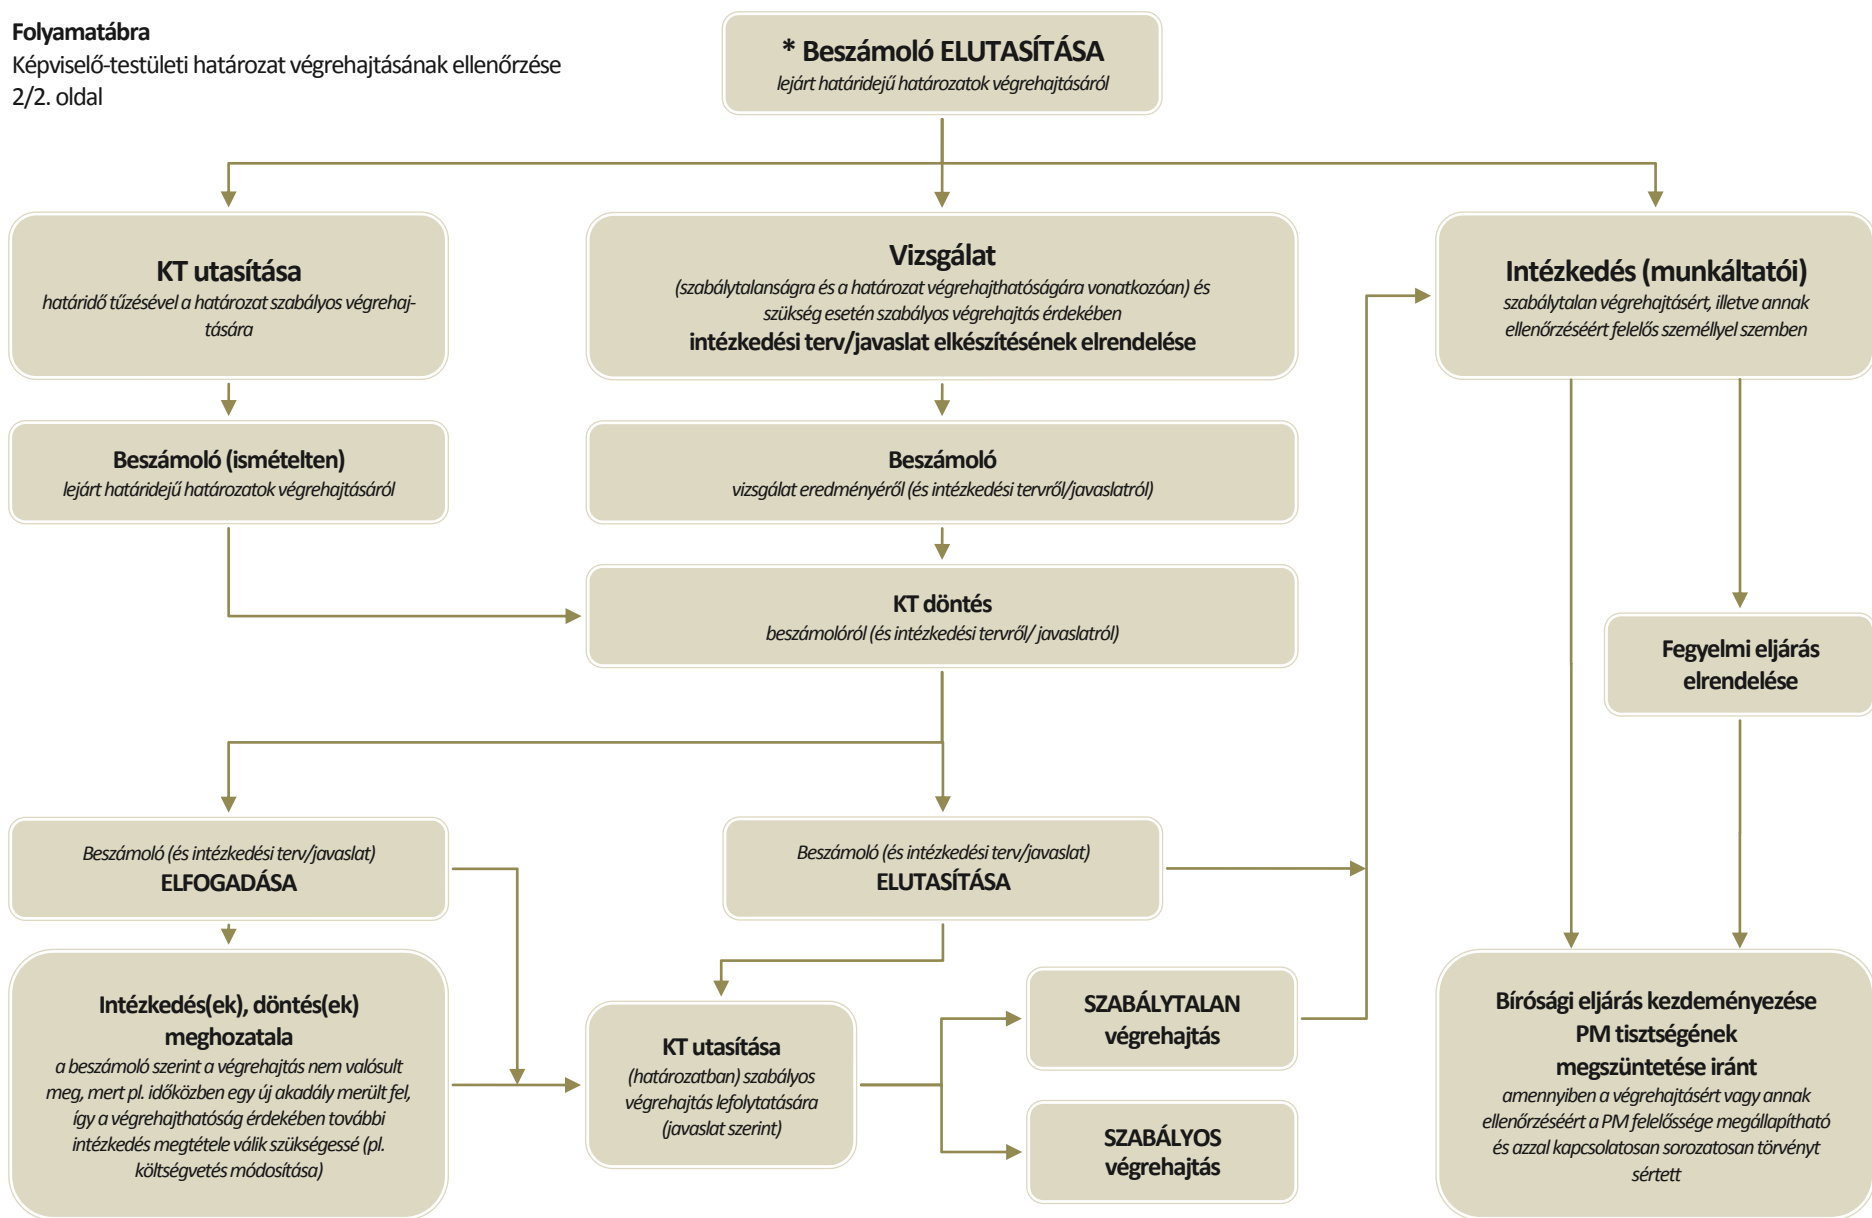 Folyamatábra
Képviselő-testületi határozat végrehajtásának ellenőrzése
2/2. oldal
* Beszámoló ELUTASÍTÁSA
lejárt határidejű határozatok végrehajtásáról
KT utasítása
határidő tűzésével a határozat szabályos végrehaj-
tására
Vizsgálat
(szabálytalanságra és a határozat végrehajthatóságára vonatkozóan) és
szükség esetén szabályos végrehajtás érdekében
intézkedési terv/javaslat elkészítésének elrendelése
Intézkedés (munkáltatói)
szabálytalan végrehajtásért, illetve annak
ellenőrzéséért felelős személlyel szemben
Beszámoló (ismételten)
lejárt határidejű határozatok végrehajtásáról
Beszámoló
vizsgálat eredményéről (és intézkedési tervről/javaslatról)
KT döntés
beszámolóról (és intézkedési tervről/ javaslatról)
Fegyelmi eljárás
elrendelése
Beszámoló (és intézkedési terv/javaslat)
ELFOGADÁSA
Beszámoló (és intézkedési terv/javaslat)
ELUTASÍTÁSA
Intézkedés(ek), döntés(ek)
meghozatala
a beszámoló szerint a végrehajtás nem valósult
meg, mert pl. időközben egy új akadály merült fel,
így a végrehajthatóság érdekében további
intézkedés megtétele válik szükségessé (pl.
költségvetés módosítása)
KT utasítása
(határozatban) szabályos
végrehajtás lefolytatására
(javaslat szerint)
SZABÁLYTALAN
végrehajtás
SZABÁLYOS
végrehajtás
Bírósági eljárás kezdeményezése
PM tisztségének
megszüntetése iránt
amennyiben a végrehajtásért vagy annak
ellenőrzéséért a PM felelőssége megállapítható
és azzal kapcsolatosan sorozatosan törvényt
sértett